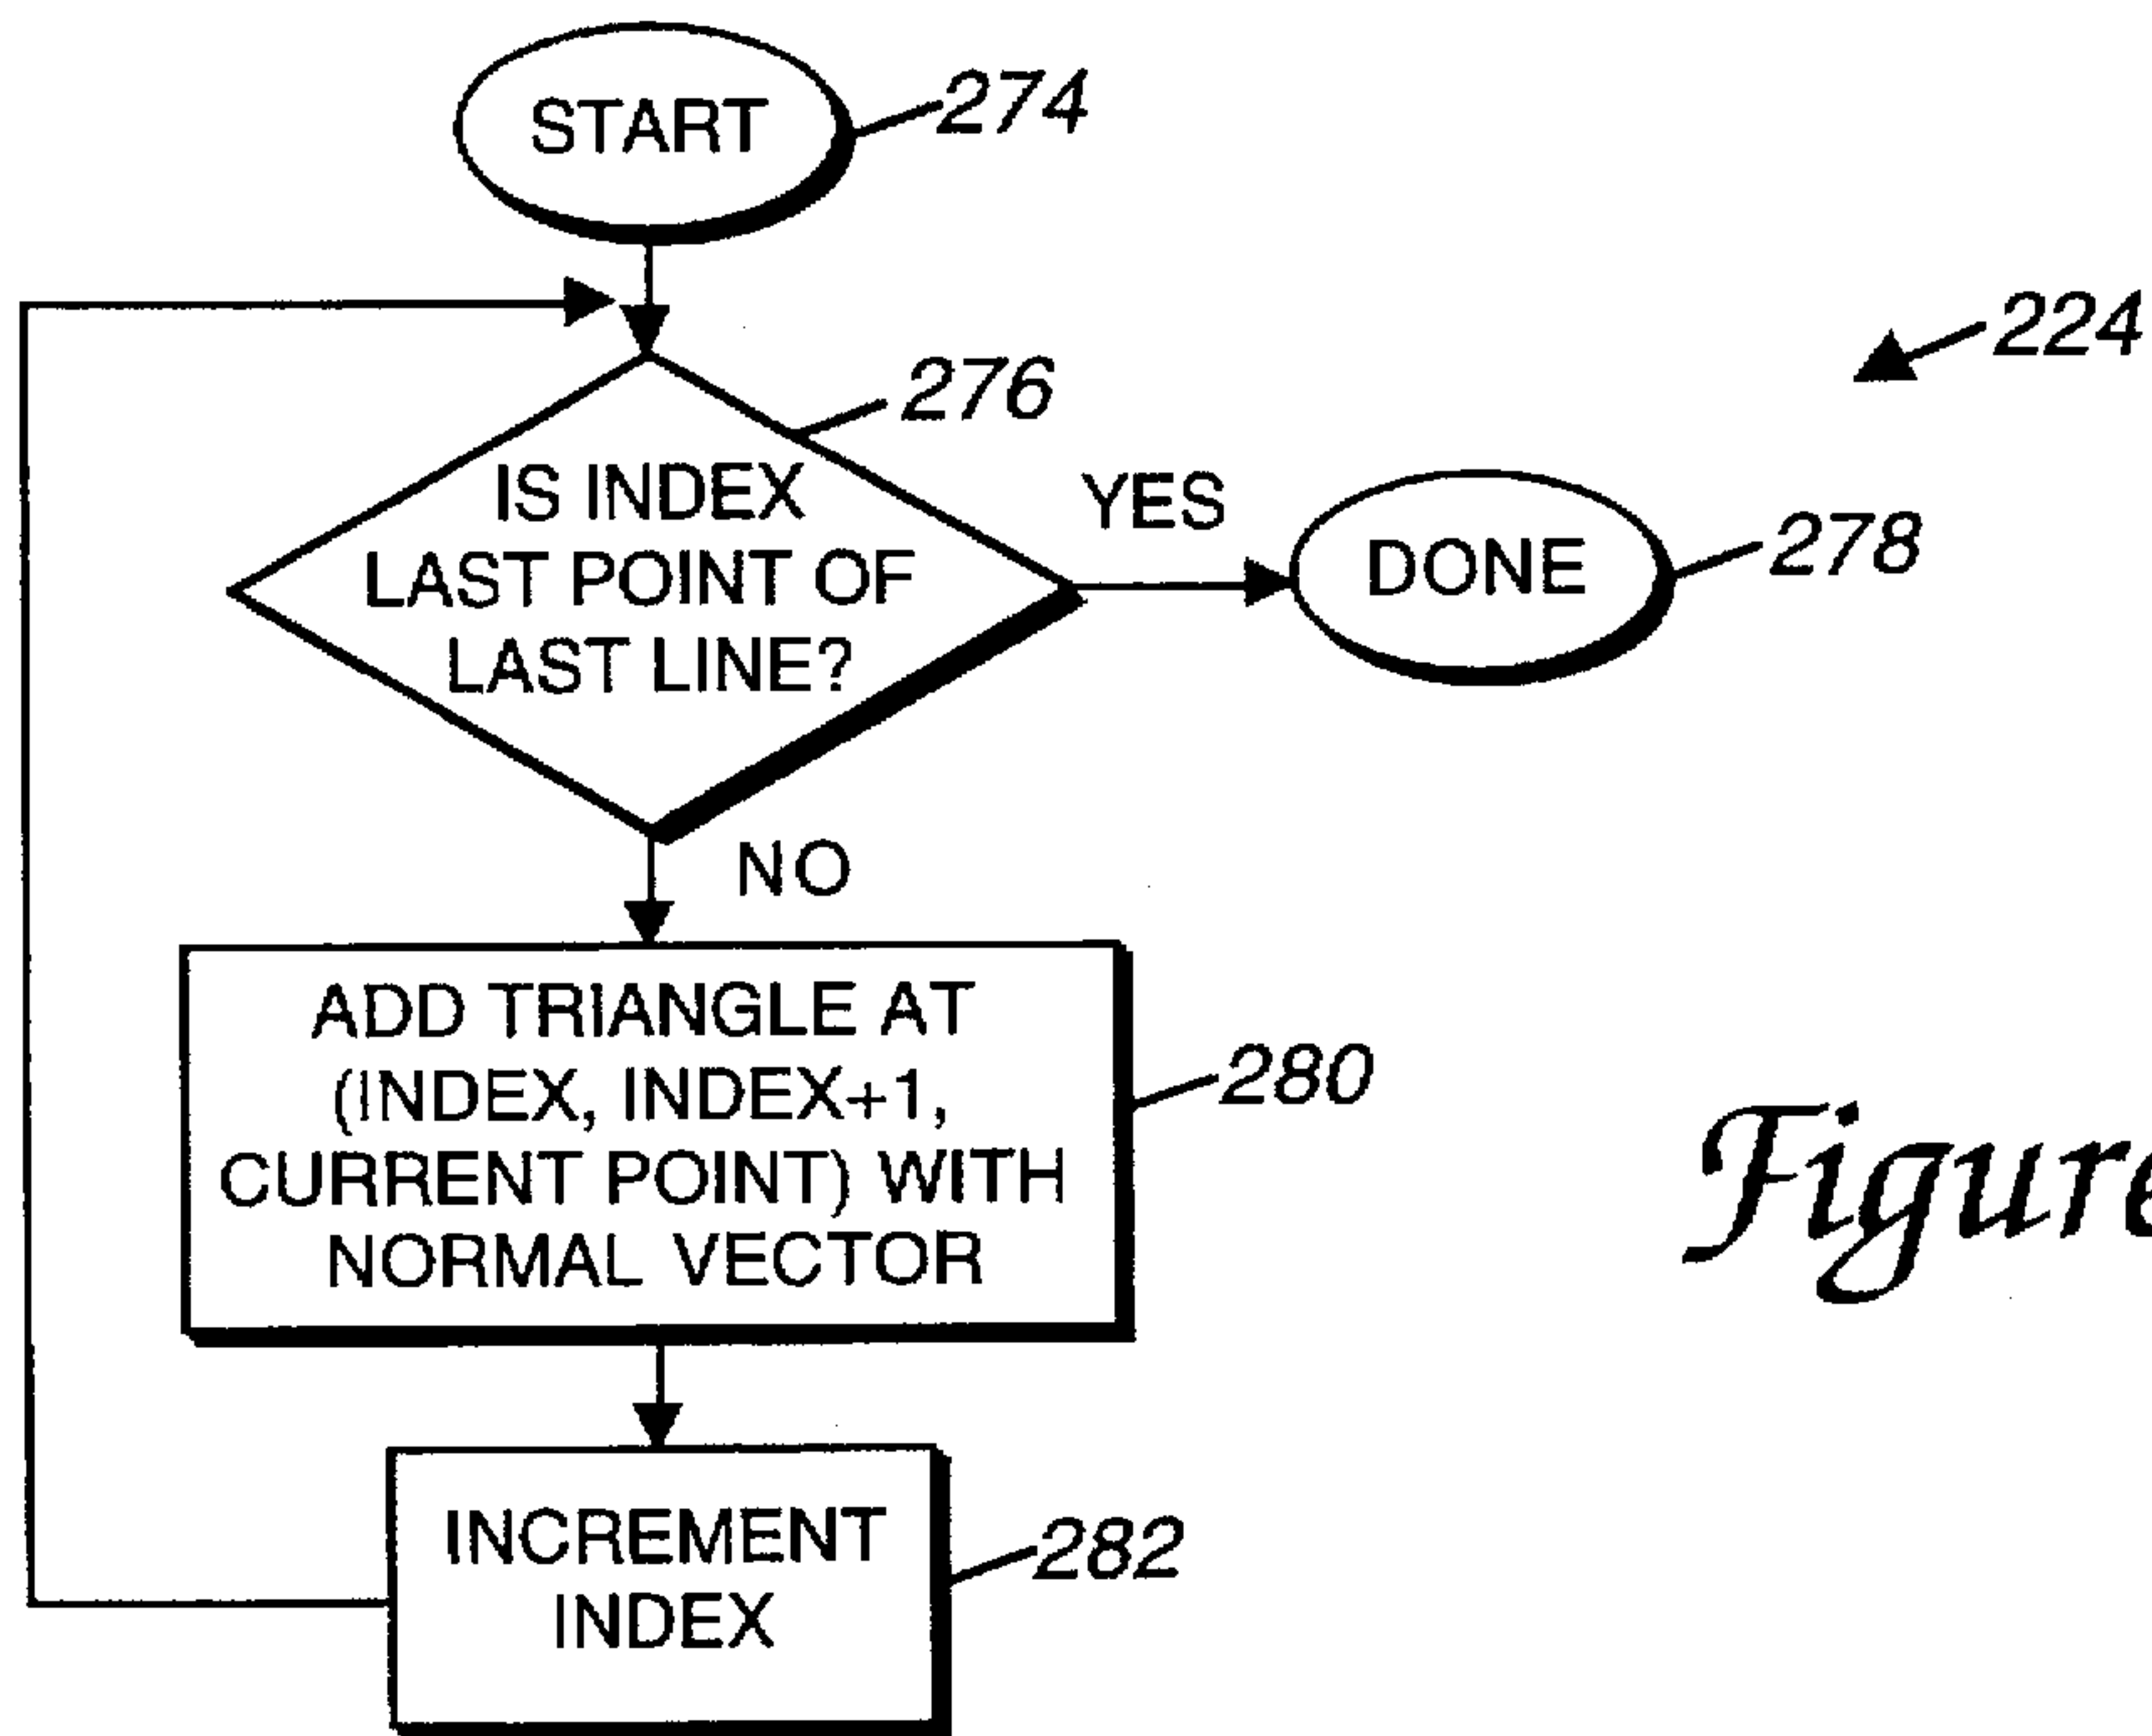 START
274
224
276
IS INDEX
LAST POINT OF
LAST LINE?
YES
DONE
278
NO
ADD TRIANGLE AT
(INDEX, INDEX+1,
CURRENT POINT) WITH
NORMAL VECTOR
280
Figure
INCREMENT
INDEX
282